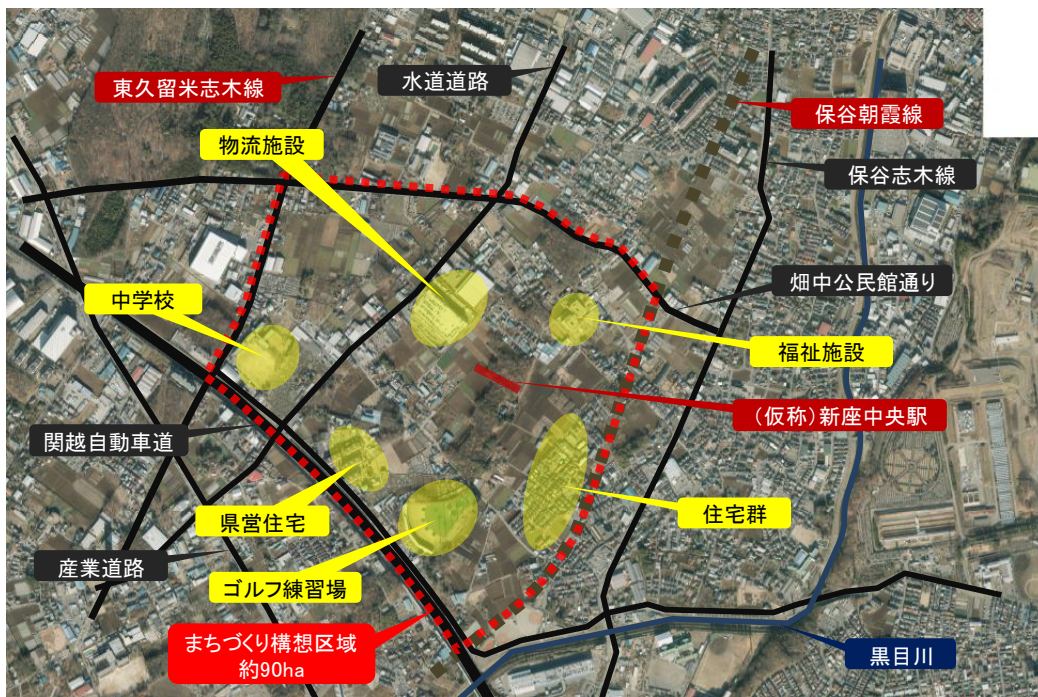 東久留米志木線
水道道路
保谷朝霞線
物流施設
保谷志木線
畑中公民館通り
中学校
福祉施設
(仮称)新座中央駅
関越自動車道
県営住宅
住宅群
産業道路
ゴルフ練習場
まちづくり構想区域
約90ha
黒目川